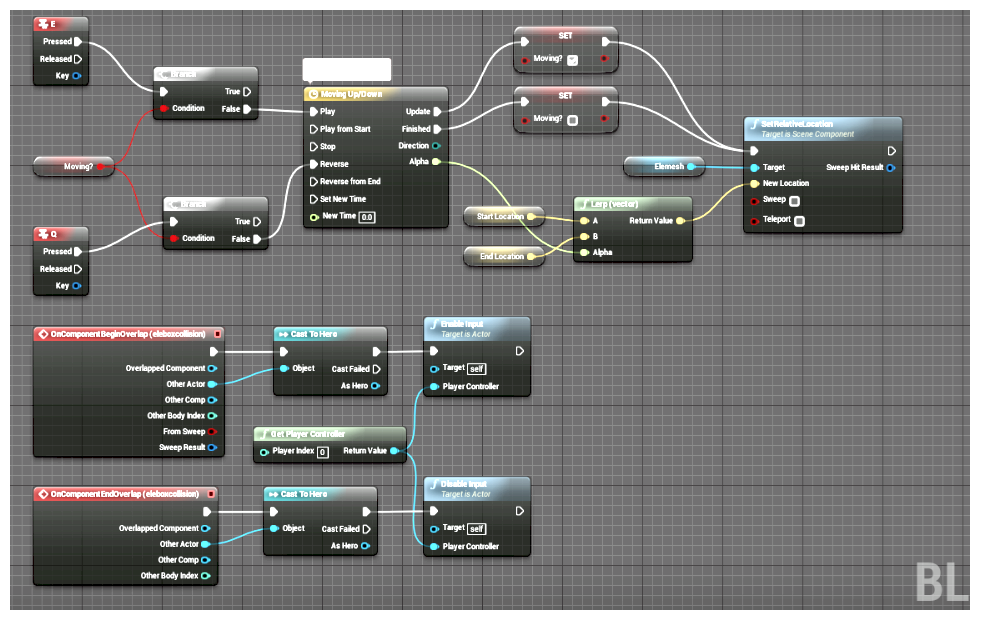 E
Pressed
Released
Key
Branch
True
Condition
False
Moving?
Branch
True
Condition
False
Q
Pressed
Released
Key
Moving Up/Down
Play
Update
Play from Start
Finished
Stop
Direction
Reverse
Alpha
Reverse from End
Set New Time
New Time
0.0
SET
Moving?
SET
Moving?
Start Location
End Location
Lerp (vector)
A
Return Value
B
Alpha
Elemesh
SetRelativeLocation
Target is Scene Component
Target
Sweep Hit Result
New Location
Sweep
Teleport
OnComponentBeginOverlap (eleboxcollision)
Overlapped Component
Other Actor
Other Comp
Other Body Index
From Sweep
Sweep Result
Cast To Hero
Object
Cast Failed
As Hero
Enable Input
Target is Actor
Target
self
Player Controller
Get Player Controller
Player Index
0
Return Value
OnComponentEndOverlap (eleboxcollision)
Overlapped Component
Other Actor
Other Comp
Other Body Index
Cast To Hero
Object
Cast Failed
As Hero
Disable Input
Target is Actor
Target
self
Player Controller
BL